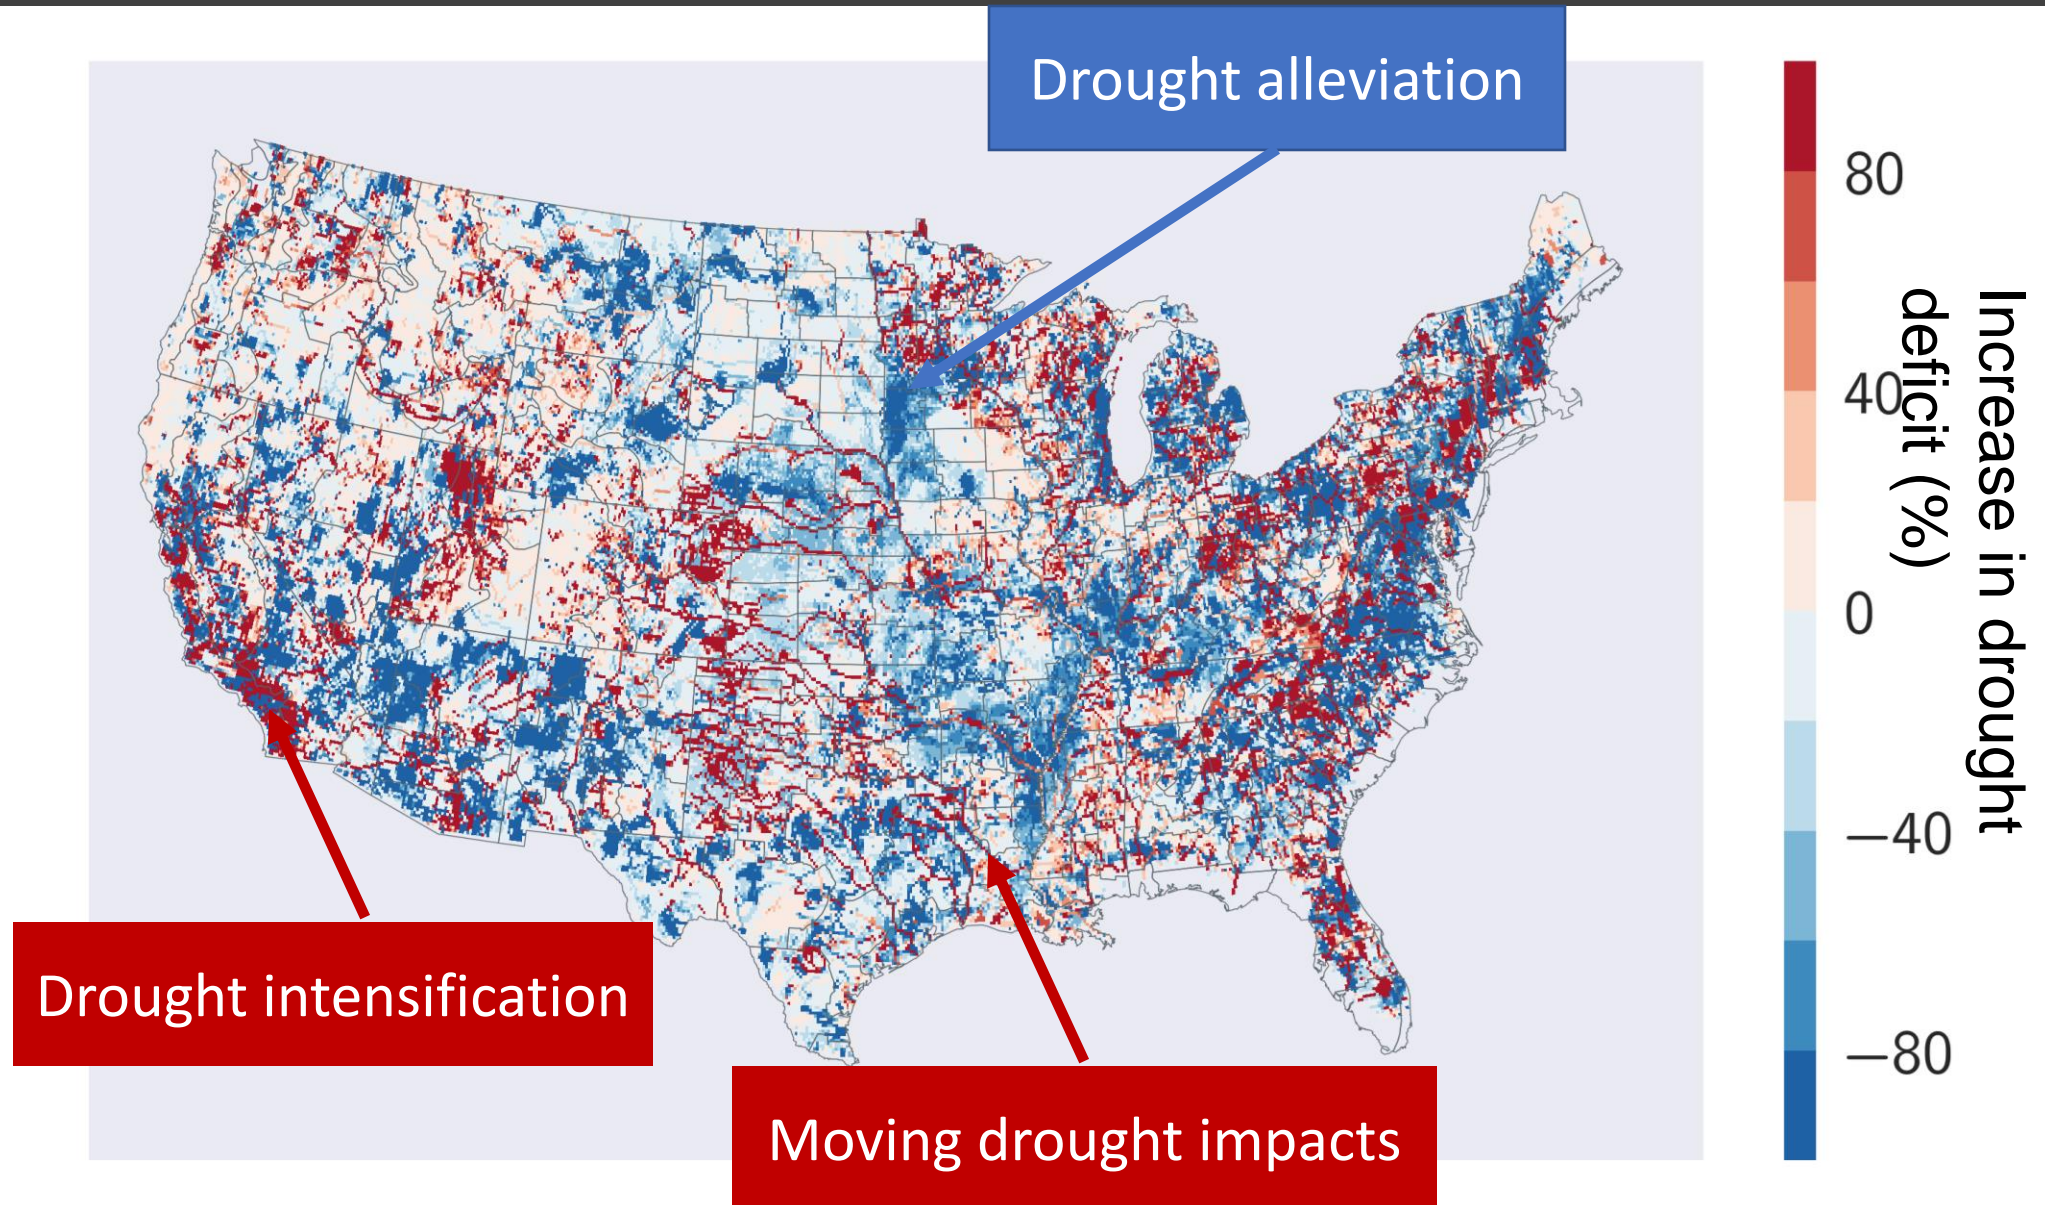 Drought alleviation
80
40
0
−40
−80
Increase in drought
deficit (%)
Drought intensification
Moving drought impacts